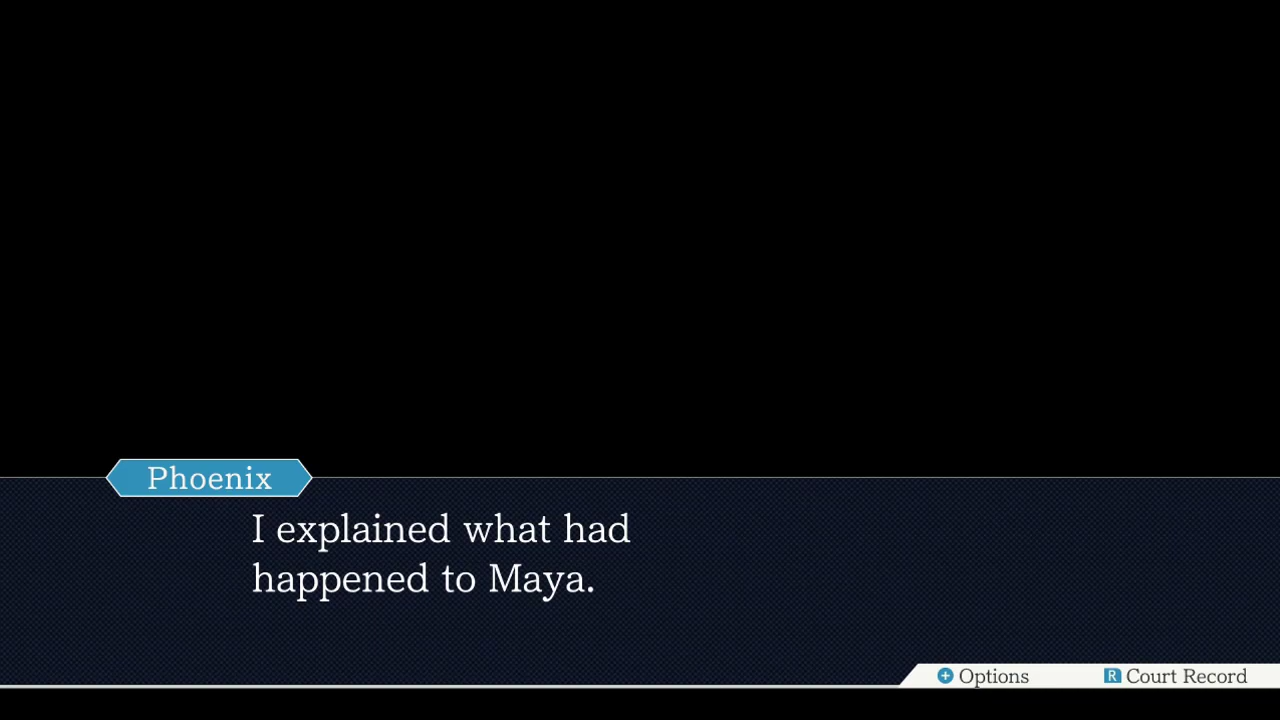 Phoenix
I explained what had
happened to Maya.
+ Options
R Court Record